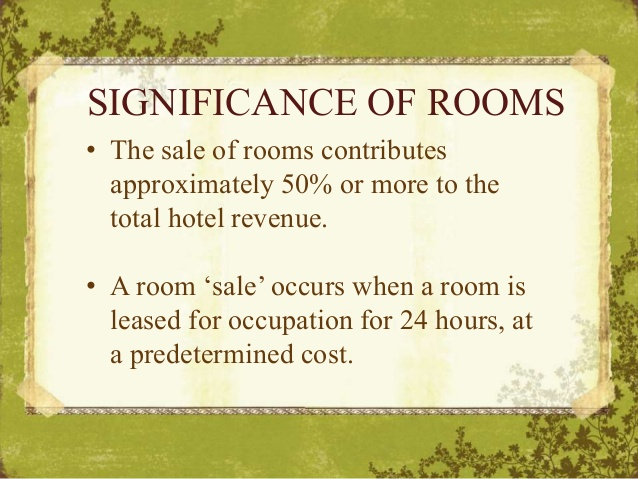 SIGNIFICANCE OF ROOMS
• The sale of rooms contributes
approximately 50% or more to the
total hotel revenue.
• A room ‘sale’ occurs when a room is
leased for occupation for 24 hours, at
a predetermined cost.